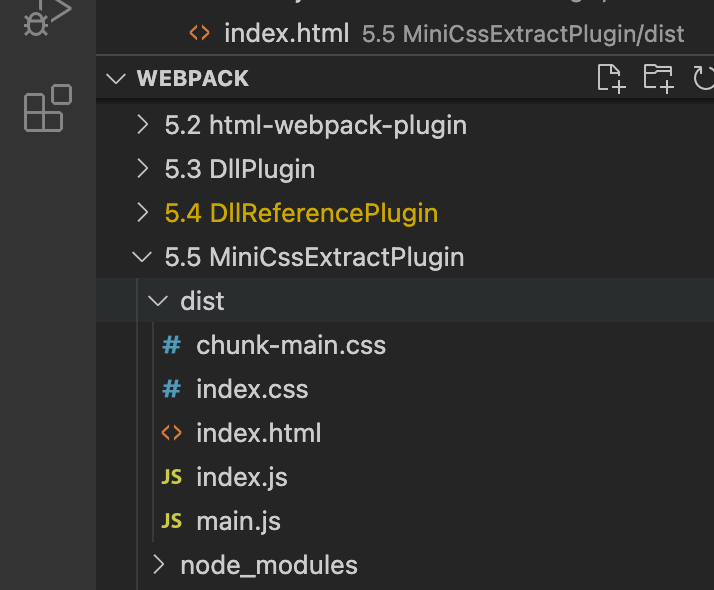 <> index.html 5.5 MiniCssExtractPlugin/dist
WEBPACK
5.2 html-webpack-plugin
5.3 DllPlugin
5.4 DllReferencePlugin
5.5 MiniCssExtractPlugin
dist
# chunk-main.css
# index.css
<> index.html
JS index.js
JS main.js
node_modules